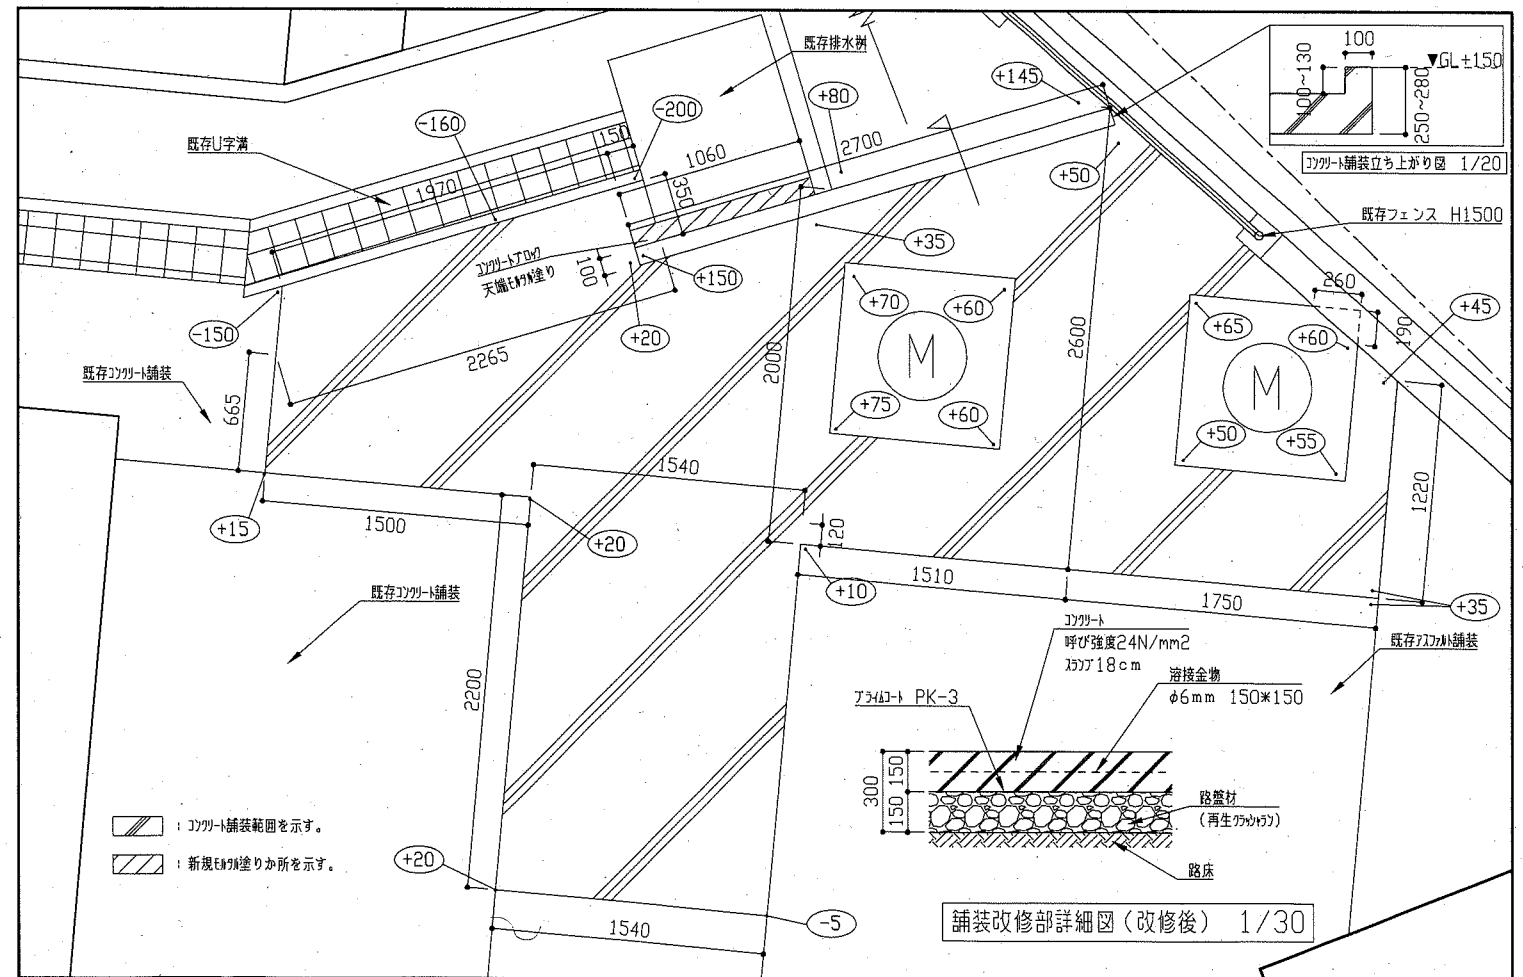 既存排水桝
+145
100
▼GL±150
100~130
250~280
コンクリート舗装立ち上がり図 1/20
+80
-200
-160
150
既存U字溝
1060
2700
+50
1970
350
既存フェンス H1500
+35
コンクリートブロック
天端モルタル塗り
100
+150
+20
-150
2265
2000
+70
+60
M
+75
+60
2600
260
+45
+65
+60
190
M
+50
+55
既存コンクリート舗装
665
1540
1220
+15
1500
+20
120
1510
+10
1750
+35
既存コンクリート舗装
コンクリート
呼び強度24N/mm2
スランプ18cm
既存アスファルト舗装
溶接金物
φ6mm 150*150
プライムコート PK-3
2200
300
150
150
路盤材
(再生クラッシャラン)
路床
:コンクリート舗装範囲を示す。
:新規モルタル塗りか所を示す。
+20
-5
1540
舗装改修部詳細図(改修後) 1/30